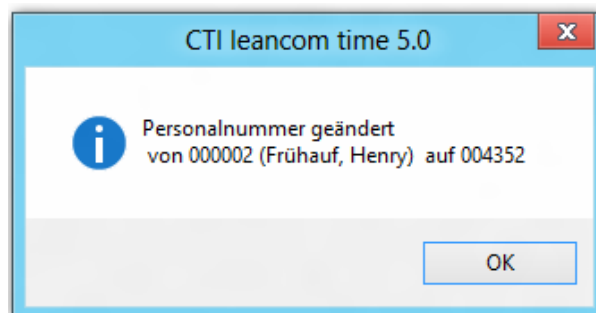 CTI leancom time 5.0
Personalnummer geändert
von 000002 (Frühauf, Henry) auf 004352
OK